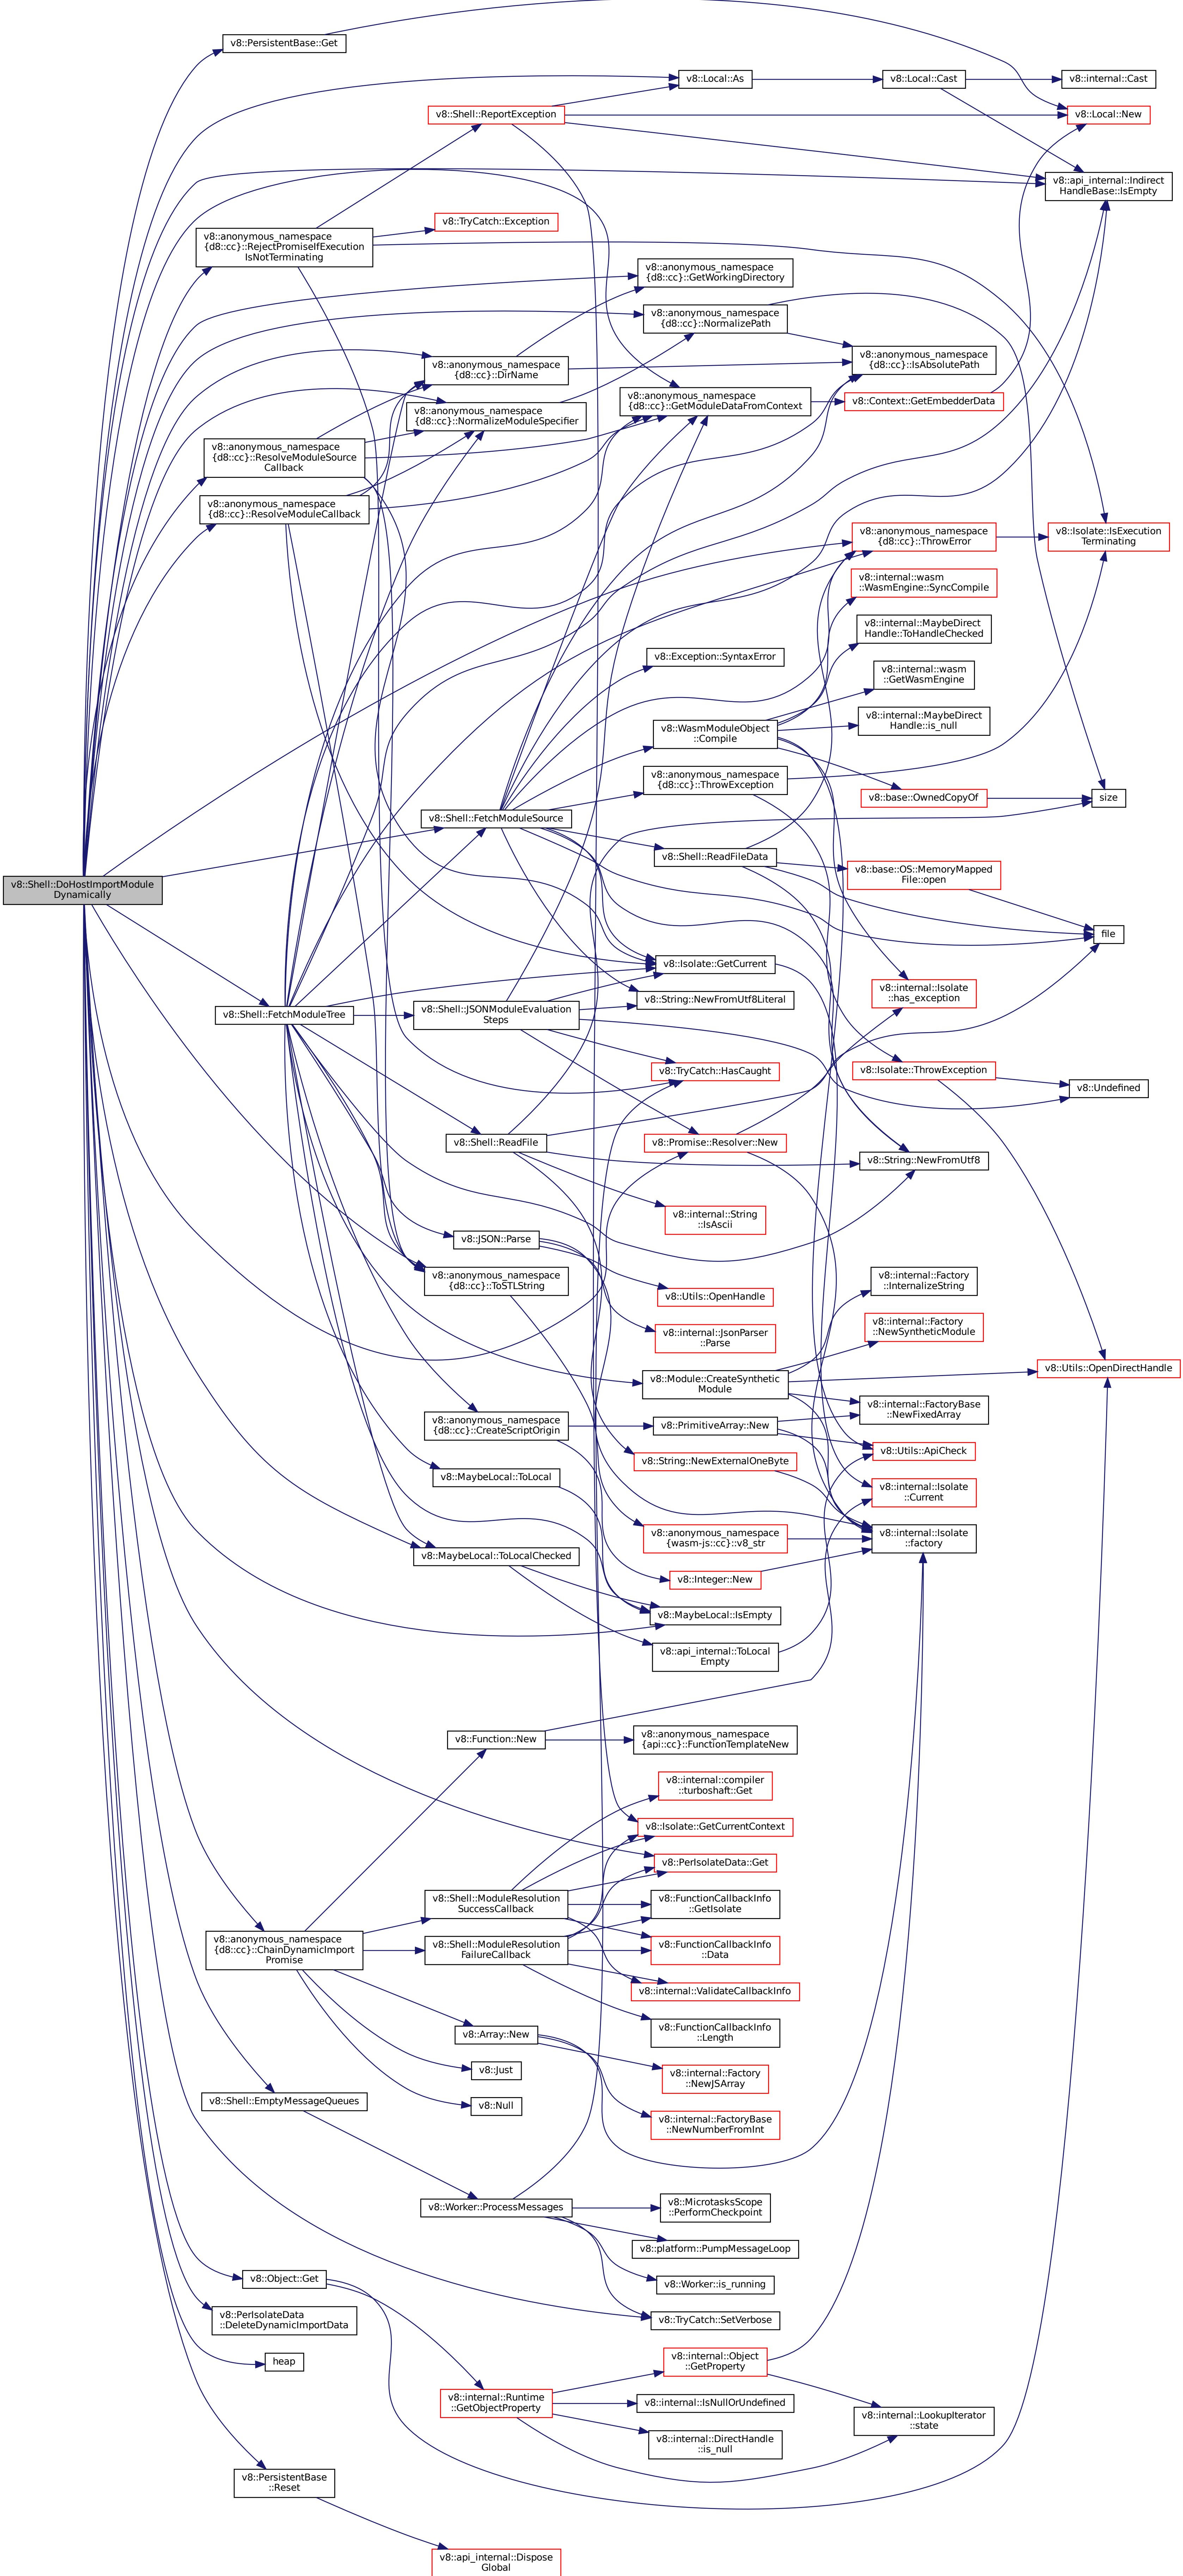 v8::PersistentBase::Get
v8::Local::As
v8::Local::Cast
v8::internal::Cast
v8::Shell::ReportException
v8::Local::New
v8::api_internal::Indirect
HandleBase::IsEmpty
v8::TryCatch::Exception
v8::anonymous_namespace
{d8::cc}::RejectPromiseIfExecution
IsNotTerminating
v8::anonymous_namespace
{d8::cc}::GetWorkingDirectory
v8::anonymous_namespace
{d8::cc}::NormalizePath
v8::anonymous_namespace
{d8::cc}::IsAbsolutePath
v8::anonymous_namespace
{d8::cc}::DirName
v8::anonymous_namespace
{d8::cc}::GetModuleDataFromContext
v8::Context::GetEmbedderData
v8::anonymous_namespace
{d8::cc}::NormalizeModuleSpecifier
v8::anonymous_namespace
{d8::cc}::ResolveModuleSource
Callback
v8::anonymous_namespace
{d8::cc}::ResolveModuleCallback
v8::anonymous_namespace
{d8::cc}::ThrowError
v8::Isolate::IsExecution
Terminating
v8::internal::wasm
::WasmEngine::SyncCompile
v8::internal::MaybeDirect
Handle::ToHandleChecked
v8::Exception::SyntaxError
v8::internal::wasm
::GetWasmEngine
v8::internal::MaybeDirect
Handle::is_null
v8::WasmModuleObject
::Compile
v8::anonymous_namespace
{d8::cc}::ThrowException
v8::base::OwnedCopyOf
size
v8::Shell::FetchModuleSource
v8::Shell::ReadFileData
v8::base::OS::MemoryMapped
File::open
v8::Shell::DoHostImportModule
Dynamically
file
v8::Isolate::GetCurrent
v8::internal::Isolate
::has_exception
v8::String::NewFromUtf8Literal
v8::Shell::FetchModuleTree
v8::Shell::JSONModuleEvaluation
Steps
v8::TryCatch::HasCaught
v8::Isolate::ThrowException
v8::Undefined
v8::Shell::ReadFile
v8::Promise::Resolver::New
v8::String::NewFromUtf8
v8::internal::String
::IsAscii
v8::JSON::Parse
v8::anonymous_namespace
{d8::cc}::ToSTLString
v8::Utils::OpenHandle
v8::internal::Factory
::InternalizeString
v8::internal::JsonParser
::Parse
v8::internal::Factory
::NewSyntheticModule
v8::Utils::OpenDirectHandle
v8::Module::CreateSynthetic
Module
v8::internal::FactoryBase
::NewFixedArray
v8::anonymous_namespace
{d8::cc}::CreateScriptOrigin
v8::PrimitiveArray::New
v8::Utils::ApiCheck
v8::String::NewExternalOneByte
v8::MaybeLocal::ToLocal
v8::internal::Isolate
::Current
v8::anonymous_namespace
{wasm-js::cc}::v8_str
v8::internal::Isolate
::factory
v8::MaybeLocal::ToLocalChecked
v8::Integer::New
v8::MaybeLocal::IsEmpty
v8::api_internal::ToLocal
Empty
v8::Function::New
v8::anonymous_namespace
{api::cc}::FunctionTemplateNew
v8::internal::compiler
::turboshaft::Get
v8::Isolate::GetCurrentContext
v8::PerIsolateData::Get
v8::Shell::ModuleResolution
SuccessCallback
v8::FunctionCallbackInfo
::GetIsolate
v8::anonymous_namespace
{d8::cc}::ChainDynamicImport
Promise
v8::Shell::ModuleResolution
FailureCallback
v8::FunctionCallbackInfo
::Data
v8::internal::ValidateCallbackInfo
v8::FunctionCallbackInfo
::Length
v8::Array::New
v8::Just
v8::internal::Factory
::NewJSArray
v8::Null
v8::Shell::EmptyMessageQueues
v8::internal::FactoryBase
::NewNumberFromInt
v8::Worker::ProcessMessages
v8::MicrotasksScope
::PerformCheckpoint
v8::platform::PumpMessageLoop
v8::Object::Get
v8::Worker::is_running
v8::PerIsolateData
::DeleteDynamicImportData
v8::TryCatch::SetVerbose
heap
v8::internal::Object
::GetProperty
v8::internal::Runtime
::GetObjectProperty
v8::internal::IsNullOrUndefined
v8::internal::LookupIterator
::state
v8::internal::DirectHandle
::is_null
v8::PersistentBase
::Reset
v8::api_internal::Dispose
Global